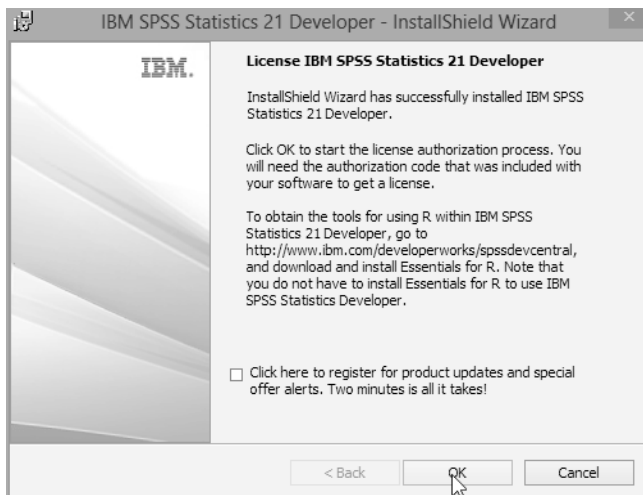 IBM SPSS Statistics 21 Developer - InstallShield Wizard
IBM.
License IBM SPSS Statistics 21 Developer
InstallShield Wizard has successfully installed IBM SPSS
Statistics 21 Developer.
Click OK to start the license authorization process. You
will need the authorization code that was included with
your software to get a license.
To obtain the tools for using R within IBM SPSS
Statistics 21 Developer, go to
http://www.ibm.com/developerworks/spssdevcentral,
and download and install Essentials for R. Note that
you do not have to install Essentials for R to use IBM
SPSS Statistics Developer.
Click here to register for product updates and special
offer alerts. Two minutes is all it takes!
< Back
OK
Cancel